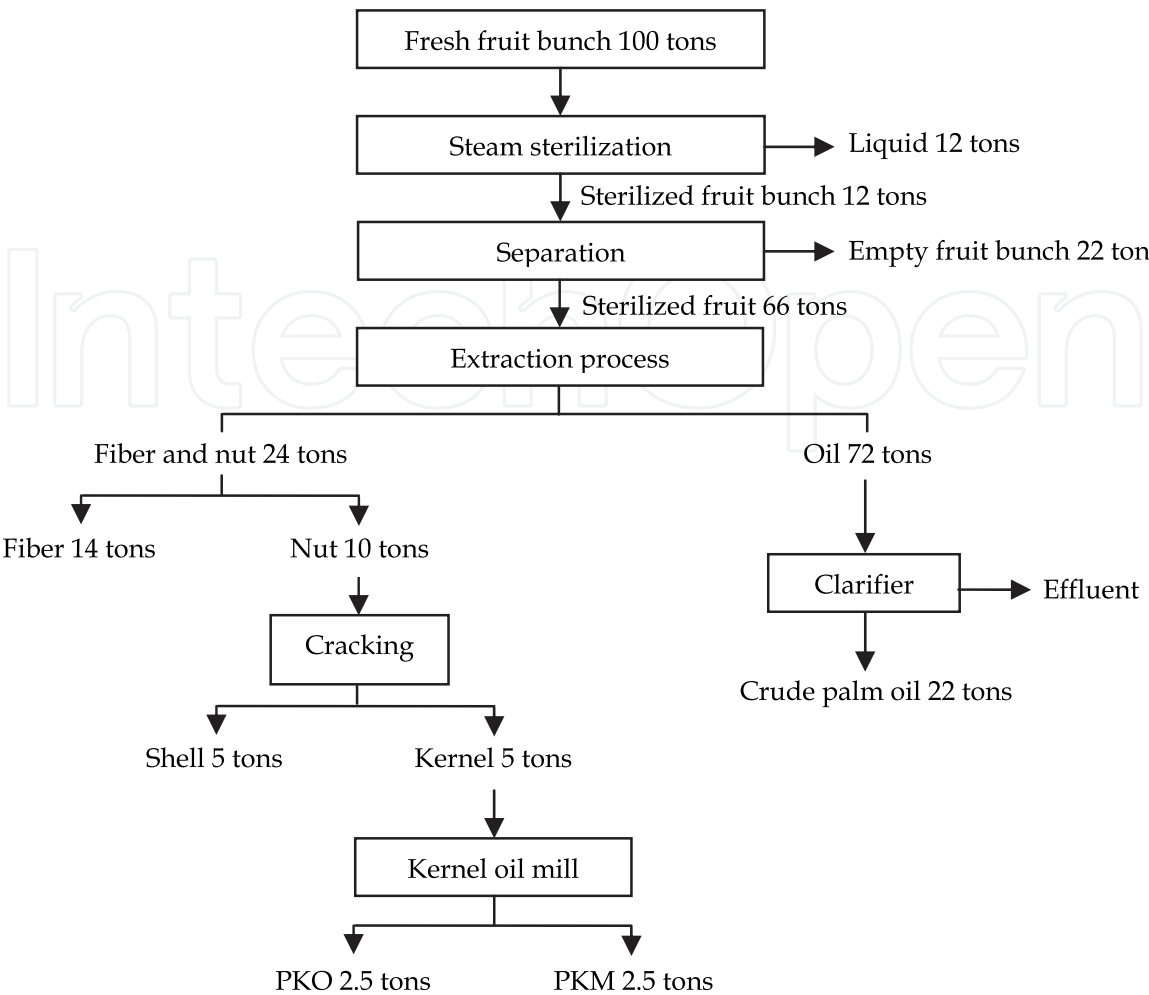 Fresh fruit bunch 100 tons
Steam sterilization
Liquid 12 tons
Sterilized fruit bunch 12 tons
Separation
Empty fruit bunch 22 ton
Sterilized fruit 66 tons
IntechOpen
Extraction process
Fiber and nut 24 tons
Oil 72 tons
Fiber 14 tons
Nut 10 tons
Clarifier
Effluent
Cracking
Crude palm oil 22 tons
Shell 5 tons
Kernel 5 tons
Kernel oil mill
PKO 2.5 tons
PKM 2.5 tons